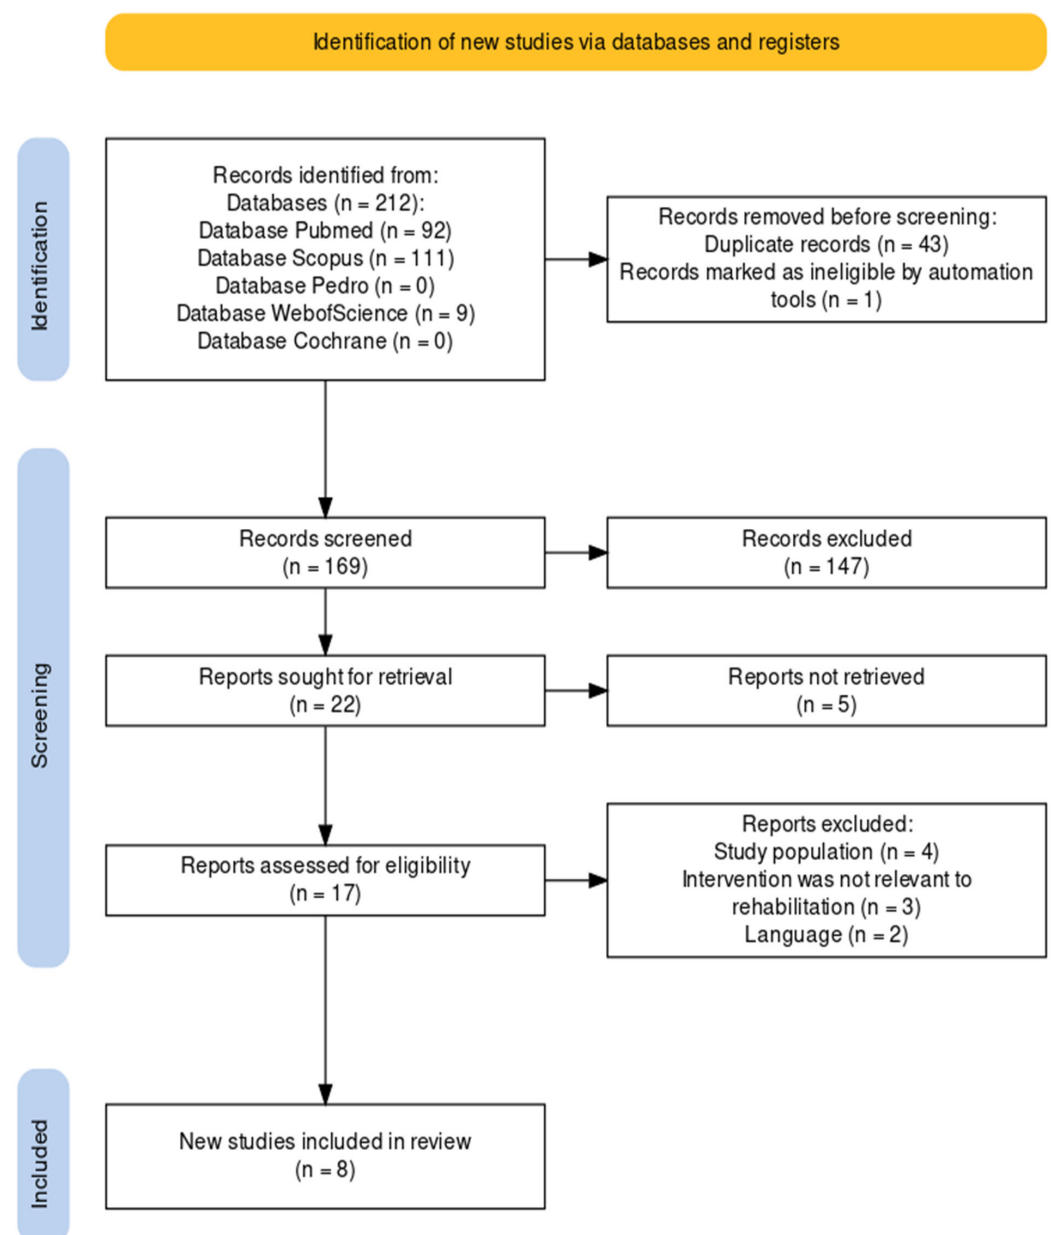 Identification of new studies via databases and registers
Identification
Records identified from:
Databases (n = 212):
Database Pubmed (n = 92)
Database Scopus (n = 111)
Database Pedro (n = 0)
Database WebofScience (n = 9)
Database Cochrane (n = 0)
Records removed before screening:
Duplicate records (n = 43)
Records marked as ineligible by automation
tools (n = 1)
Screening
Records screened
(n = 169)
Records excluded
(n = 147)
Reports sought for retrieval
(n = 22)
Reports not retrieved
(n = 5)
Reports assessed for eligibility
(n = 17)
Reports excluded:
Study population (n = 4)
Intervention was not relevant to
rehabilitation (n = 3)
Language (n = 2)
Included
New studies included in review
(n = 8)